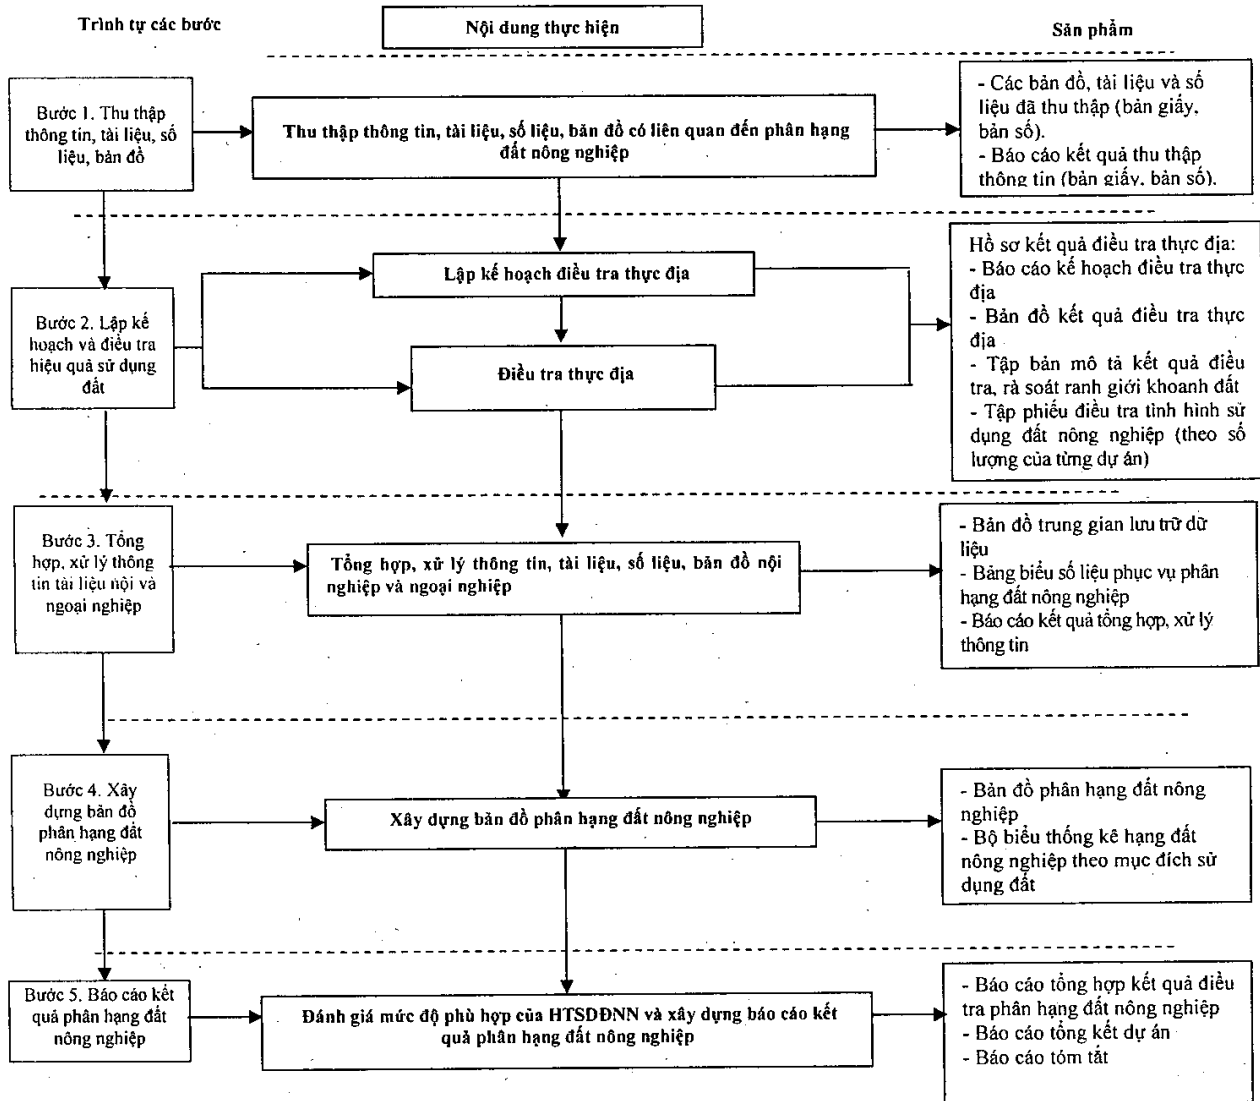 Trình tự các bước
Nội dung thực hiện
Sản phẩm
Bước 1. Thu thập
thông tin, tài liệu, số
liệu, bản đồ
Thu thập thông tin, tài liệu, số liệu, bản đồ có liên quan đến phân hạng
đất nông nghiệp
- Các bản đồ, tài liệu và số
liệu đã thu thập (bản giấy,
bản số).
- Báo cáo kết quả thu thập
thông tin (bản giấy, bản số).
Bước 2. Lập kế
hoạch và điều tra
hiệu quả sử dụng
đất
Lập kế hoạch điều tra thực địa
Điều tra thực địa
Hồ sơ kết quả điều tra thực địa:
- Báo cáo kế hoạch điều tra thực
địa
- Bản đồ kết quả điều tra thực
địa
- Tập bản mô tả kết quả điều
tra, rà soát ranh giới khoanh đất
- Tập phiếu điều tra tình hình sử
dụng đất nông nghiệp (theo số
lượng của từng dự án)
Bước 3. Tổng
hợp, xử lý thông
tin tài liệu nội và
ngoại nghiệp
Tổng hợp, xử lý thông tin, tài liệu, số liệu, bản đồ nội
nghiệp và ngoại nghiệp
- Bản đồ trung gian lưu trữ dữ
liệu
- Bảng biểu số liệu phục vụ phân
hạng đất nông nghiệp
- Báo cáo kết quả tổng hợp, xử lý
thông tin
Bước 4. Xây
dựng bản đồ
phân hạng đất
nông nghiệp
Xây dựng bản đồ phân hạng đất nông nghiệp
- Bản đồ phân hạng đất nông
nghiệp
- Bộ biểu thống kê hạng đất
nông nghiệp theo mục đích sử
dụng đất
Bước 5. Báo cáo kết
quả phân hạng đất
nông nghiệp
Đánh giá mức độ phù hợp của HTSDĐNN và xây dựng báo cáo kết
quả phân hạng đất nông nghiệp
- Báo cáo tổng hợp kết quả điều
tra phân hạng đất nông nghiệp
- Báo cáo tổng kết dự án
- Báo cáo tóm tắt